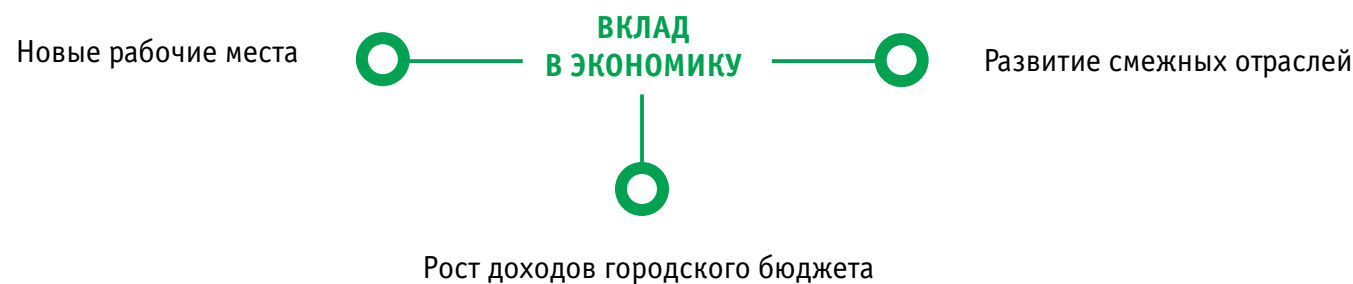 ВКЛАД
В ЭКОНОМИКУ
Новые рабочие места
Развитие смежных отраслей
Рост доходов городского бюджета